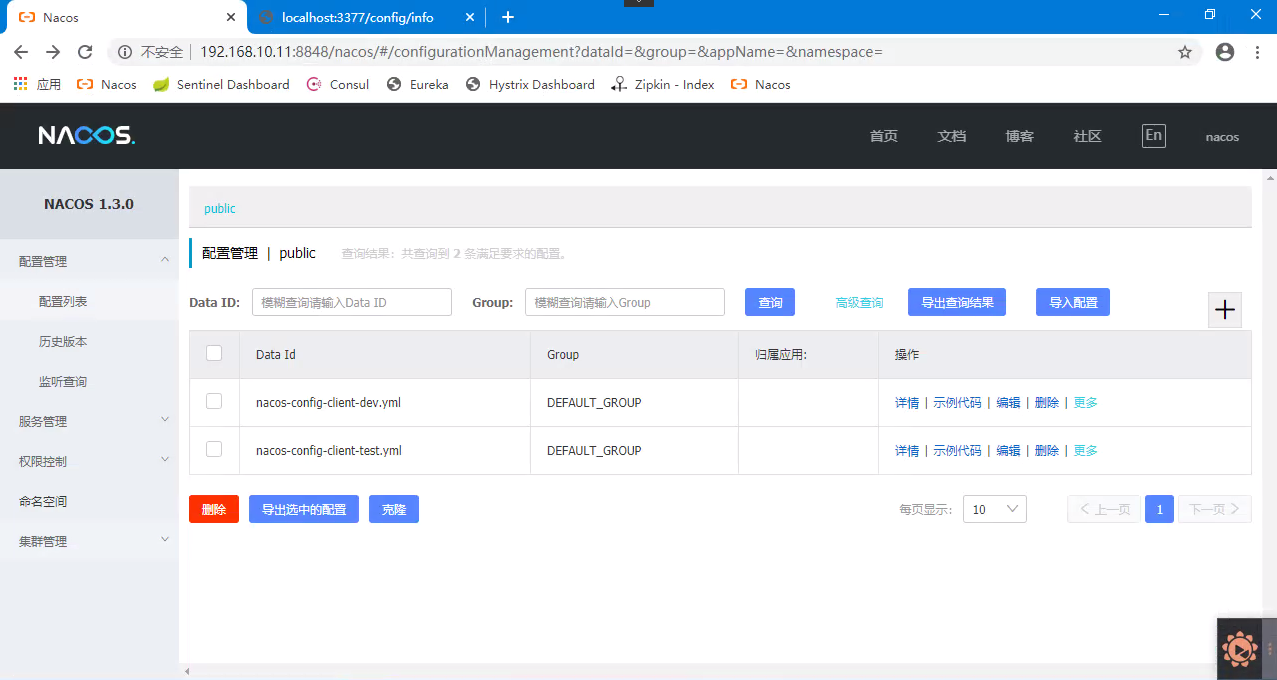 Nacos
localhost:3377/config/info
不安全 192.168.10.11:8848/nacos/#/configurationManagement?dataId=&group=&appName=&namespace=
应用 Nacos Sentinel Dashboard Consul Eureka Hystrix Dashboard Zipkin - Index Nacos
NACOS. 首页 文档 博客 社区 En nacos
NACOS 1.3.0
配置管理
配置列表
历史版本
监听查询
服务管理
权限控制
命名空间
集群管理
public
配置管理 | public 查询结果：共查询到 2 条满足要求的配置。
Data ID: 模糊查询请输入Data ID Group: 模糊查询请输入Group 查询 高级查询 导出查询结果 导入配置
Data Id Group 归属应用: 操作
nacos-config-client-dev.yml DEFAULT_GROUP 详情 | 示例代码 | 编辑 | 删除 | 更多
nacos-config-client-test.yml DEFAULT_GROUP 详情 | 示例代码 | 编辑 | 删除 | 更多
删除 导出选中的配置 克隆 每页显示: 10 上一页 1 下一页